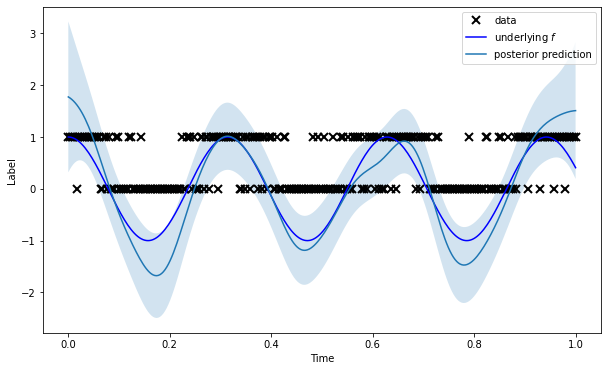 data
underlying f
posterior prediction
3
2
1
0
−1
−2
Label
0.0 0.2 0.4 0.6 0.8 1.0
Time